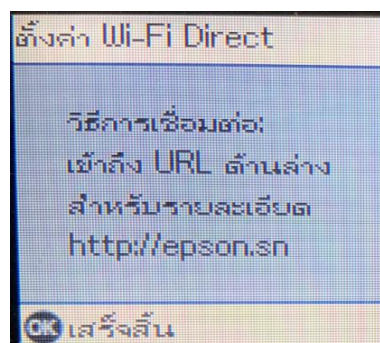 ตั้งค่า Wi-Fi Direct
วิธีการเชื่อมต่อ:
เข้าถึง URL ด้านล่าง
สำหรับรายละเอียด
http://epson.sn
OK เสร็จสิ้น